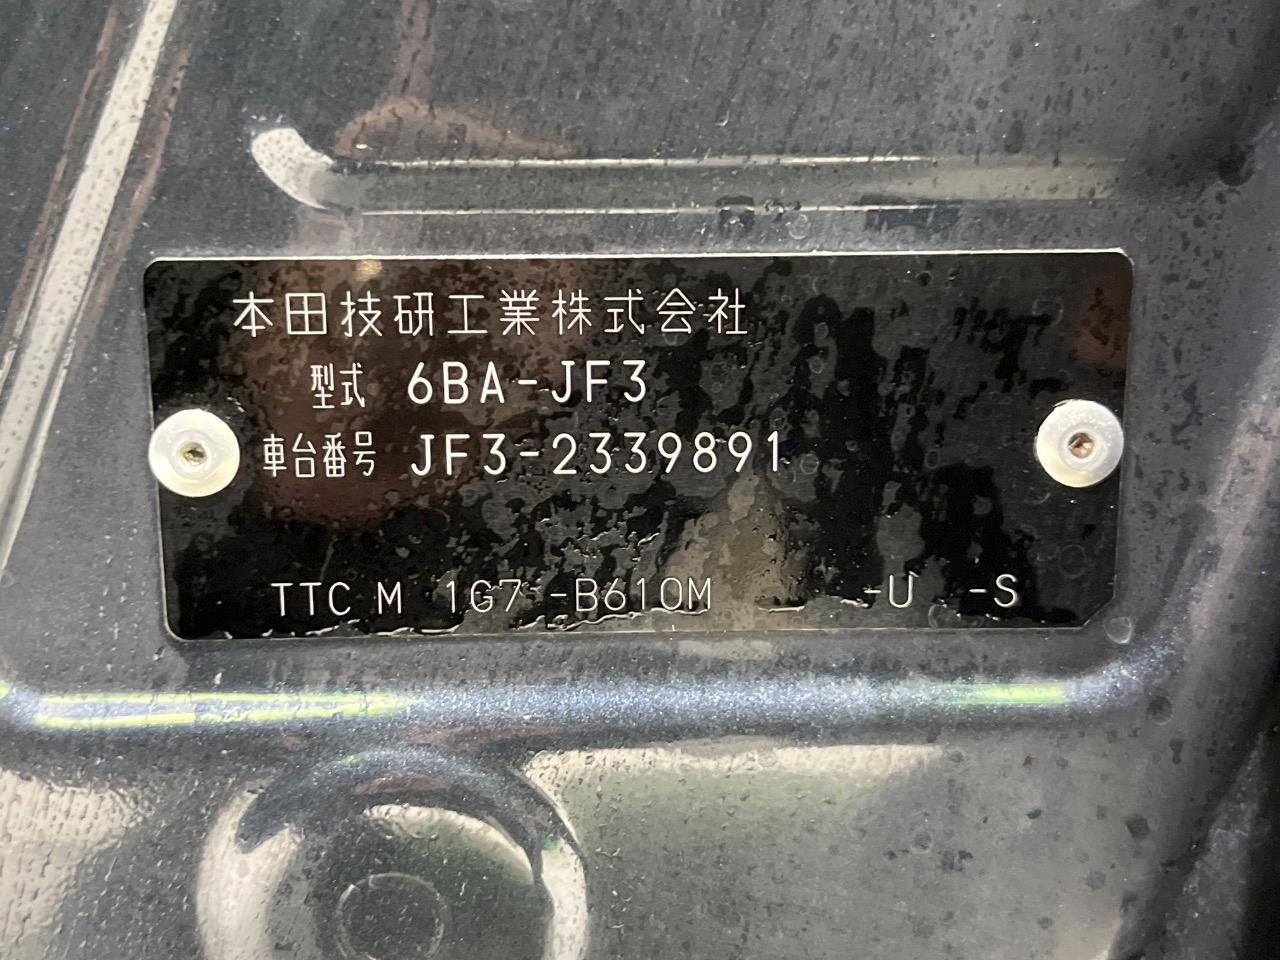 本田技研工業株式会社
型式 6BA-JF3
車台番号 JF3-2339891
TTC M 1G7 -B610M -U -S